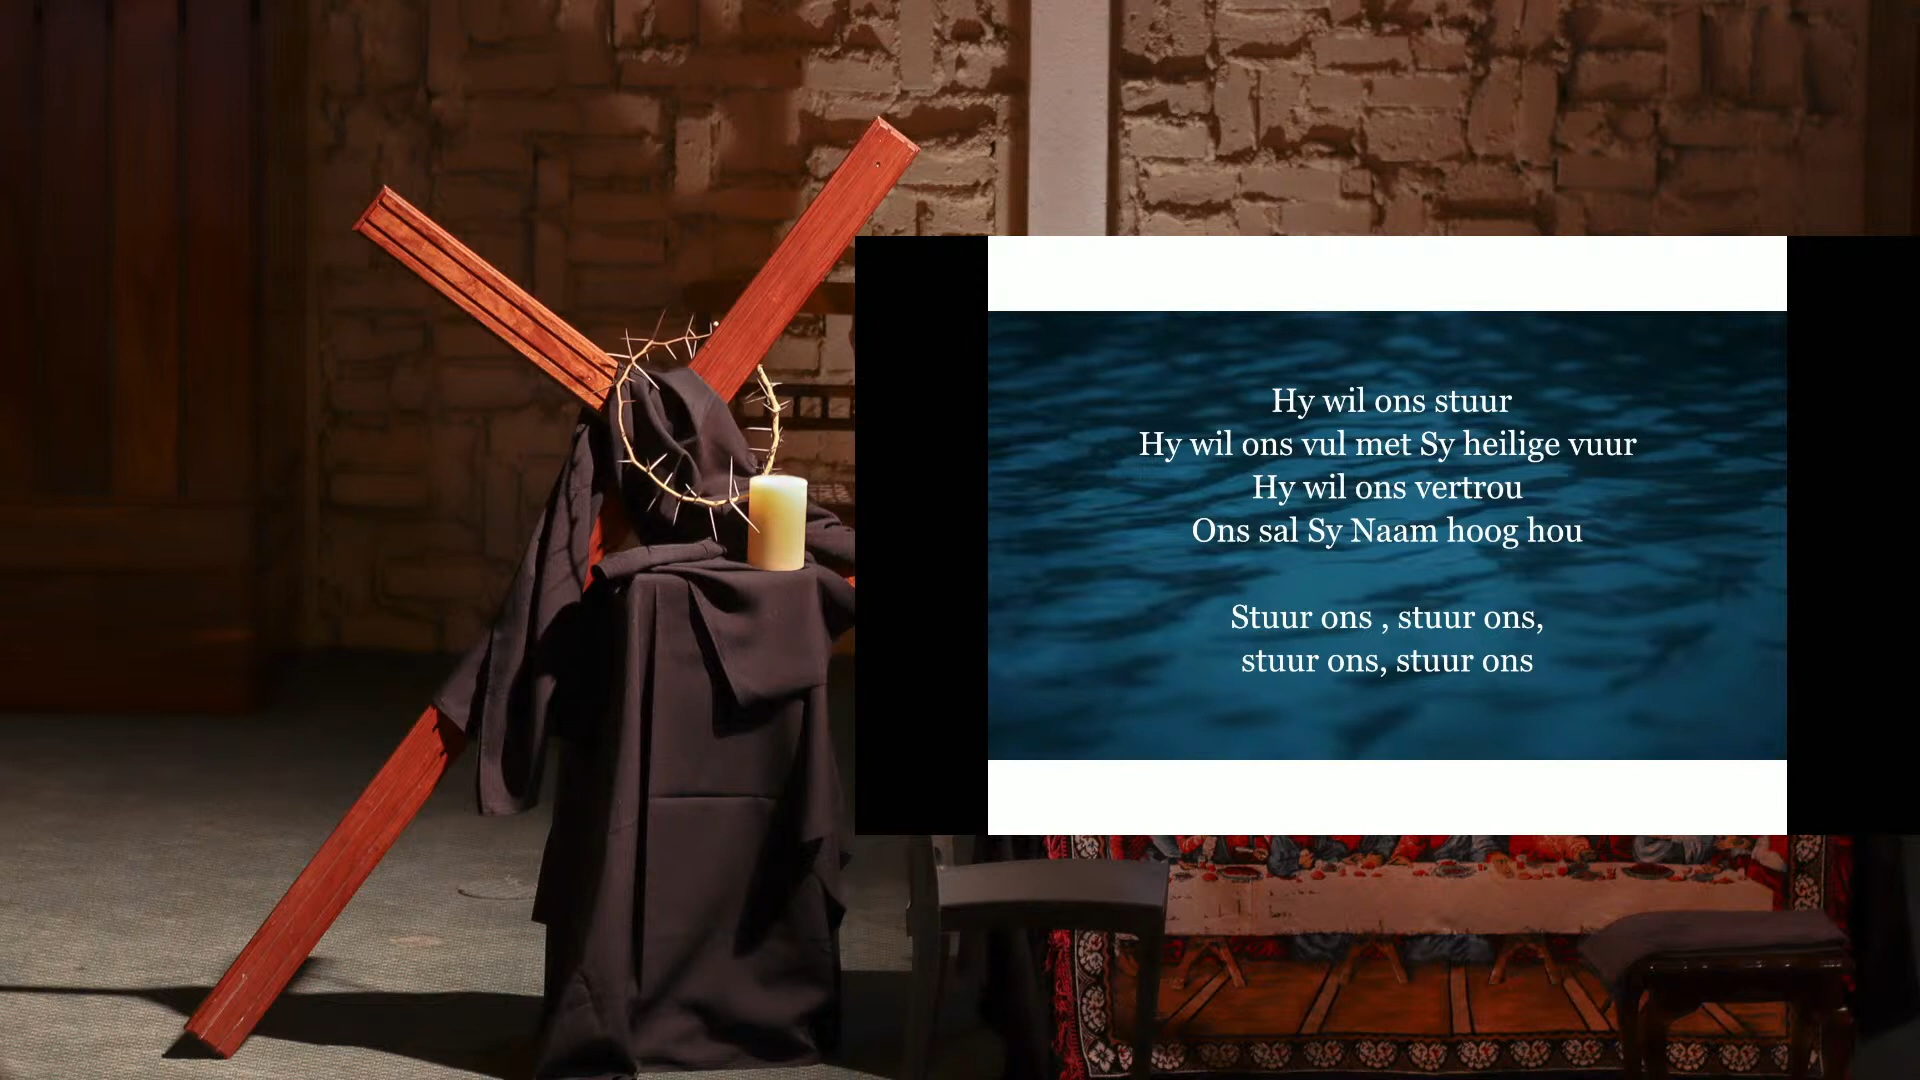 Hy wil ons stuur
Hy wil ons vul met Sy heilige vuur
Hy wil ons vertrou
Ons sal Sy Naam hoog hou
Stuur ons , stuur ons,
stuur ons, stuur ons